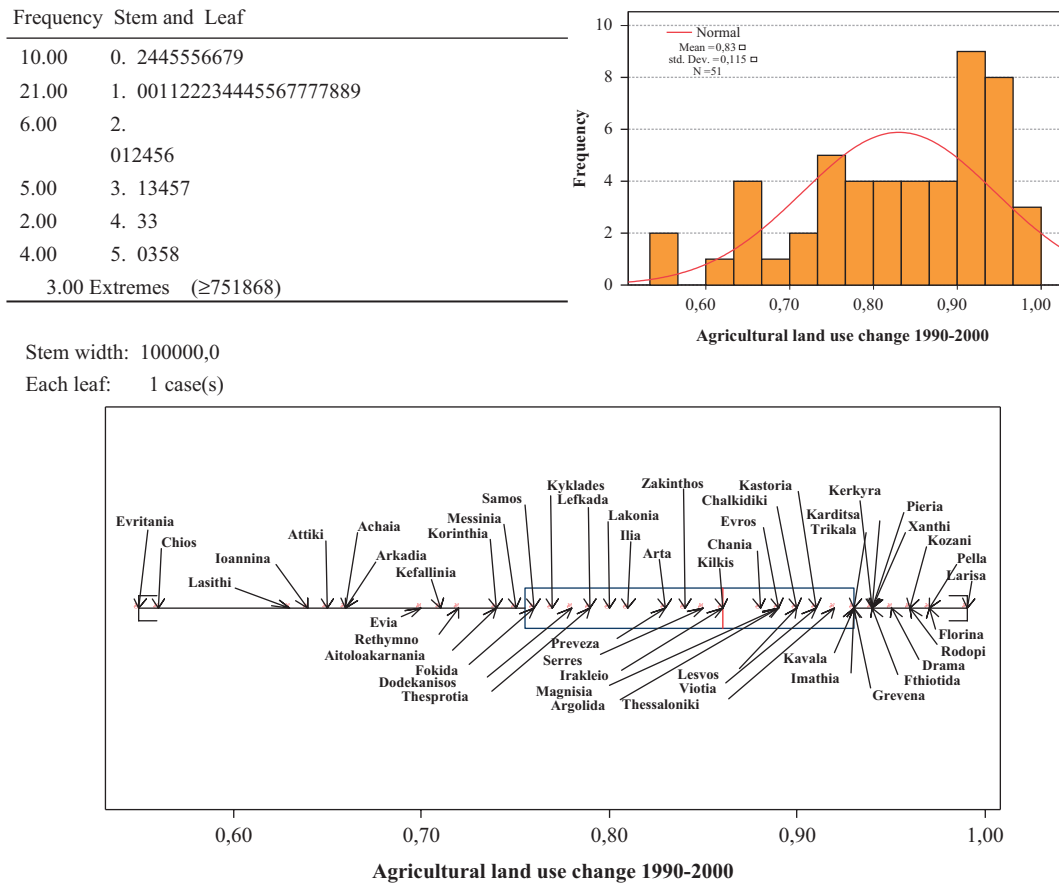 Frequency Stem and Leaf
10.00 0. 2445556679
21.00 1. 001122234445567777889
6.00 2.
012456
5.00 3. 13457
2.00 4. 33
4.00 5. 0358
3.00 Extremes (≥751868)
Stem width: 100000,0
Each leaf: 1 case(s)
10
8
6
4
2
0
Frequency
Normal
Mean =0,83
std. Dev. =0,115
N =51
0,60 0,70 0,80 0,90 1,00
Agricultural land use change 1990-2000
Evritania
Chios
Lasithi
Ioannina
Attiki
Achaia
Arkadia
Kefallinia
Korinthia
Messinia
Samos
Kyklades
Lefkada
Lakonia
Ilia
Arta
Zakinthos
Kilkis
Chania
Evros
Chalkidiki
Kastoria
Karditsa
Trikala
Kerkyra
Pieria
Xanthi
Kozani
Pella
Larisa
Evia
Rethymno
Aitoloakarnania
Fokida
Dodekanisos
Thesprotia
Preveza
Serres
Irakleio
Magnisia
Argolida
Thessaloniki
Lesvos
Viotia
Kavala
Imathia
Grevena
Fthiotida
Drama
Rodopi
Florina
0,60 0,70 0,80 0,90 1,00
Agricultural land use change 1990-2000